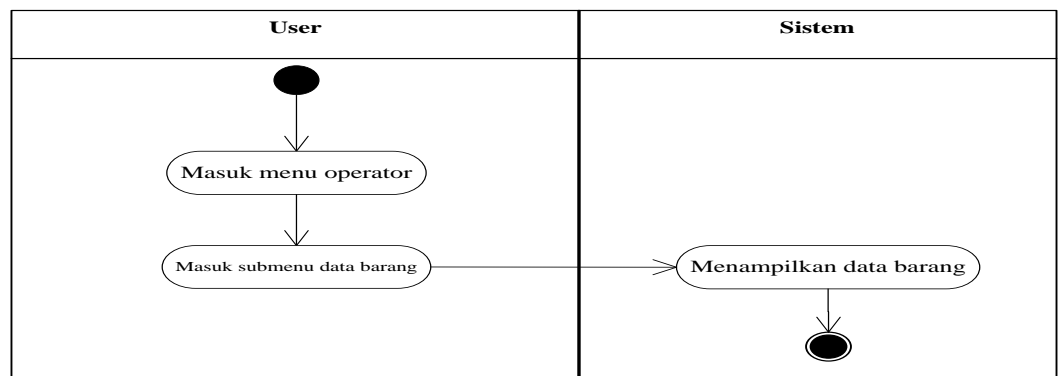 User
Sistem
Masuk menu operator
Masuk submenu data barang
Menampilkan data barang